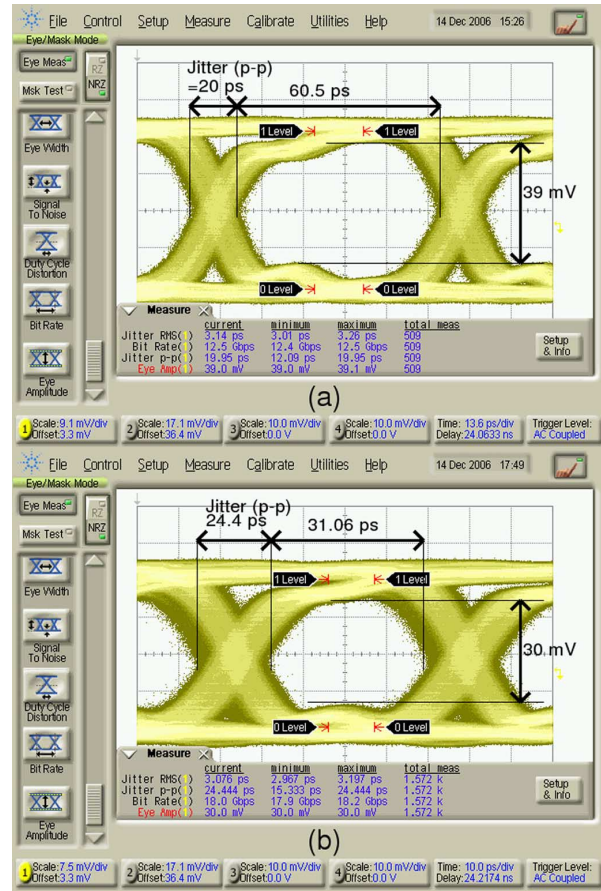 File Control Setup Measure Calibrate Utilities Help 14 Dec 2006 15:26
Eye/Mask Mode
Eye Meas
RZ
Msk Test
NRZ
Eye Width
Signal
To Noise
Duty Cycle
Distortion
Bit Rate
Eye
Amplitude
Jitter (p-p)
=20 ps
60.5 ps
1 Level 1 Level
39 mV
0 Level 0 Level
Measure
current minimum maximum total meas
Jitter RMS(1) 3.14 ps 3.01 ps 3.26 ps 509
Bit Rate(1) 12.5 Gbps 12.4 Gbps 12.5 Gbps 509
Jitter p-p(1) 19.95 ps 12.09 ps 19.95 ps 509
Eye Amp(1) 39.0 mV 39.0 mV 39.1 mV 509
Setup
& Info
(a)
1 Scale:9.1 mV/div 2 Scale:17.1 mV/div 3 Scale:10.0 mV/div 4 Scale:10.0 mV/div Time: 13.6 ps/div Trigger Level:
Offset:3.3 mV Offset:36.4 mV Offset:0.0 V Offset:0.0 V Delay:24.0633 ns AC Coupled
File Control Setup Measure Calibrate Utilities Help 14 Dec 2006 17:49
Eye/Mask Mode
Eye Meas
RZ
Msk Test
NRZ
Eye Width
Signal
To Noise
Duty Cycle
Distortion
Bit Rate
Eye
Amplitude
Jitter (p-p)
24.4 ps
31.06 ps
1 Level 1 Level
30 mV
0 Level 0 Level
Measure
current minimum maximum total meas
Jitter RMS(1) 3.076 ps 2.967 ps 3.197 ps 1.572 k
Jitter p-p(1) 24.444 ps 15.333 ps 24.444 ps 1.572 k
Bit Rate(1) 18.0 Gbps 17.9 Gbps 18.2 Gbps 1.572 k
Eye Amp(1) 30.0 mV 30.0 mV 30.0 mV 1.572 k
Setup
& Info
(b)
1 Scale:7.5 mV/div 2 Scale:17.1 mV/div 3 Scale:10.0 mV/div 4 Scale:10.0 mV/div Time: 10.0 ps/div Trigger Level:
Offset:3.3 mV Offset:36.4 mV Offset:0.0 V Offset:0.0 V Delay:24.2174 ns AC Coupled